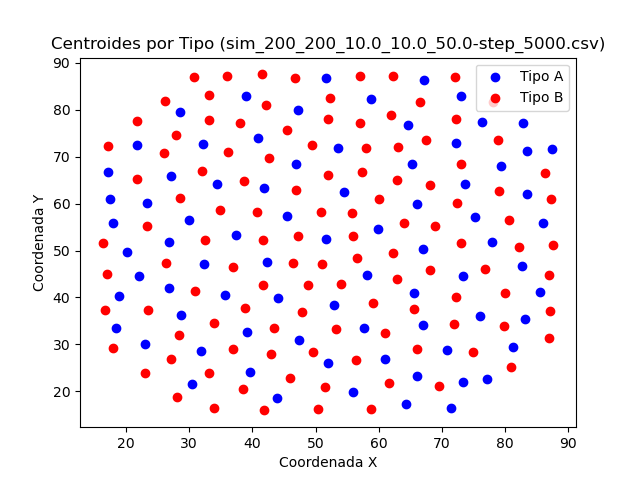 Centroides por Tipo (sim_200_200_10.0_10.0_50.0-step_5000.csv)
Tipo A
Tipo B
90
80
70
60
50
40
30
20
Coordenada Y
20 30 40 50 60 70 80 90
Coordenada X